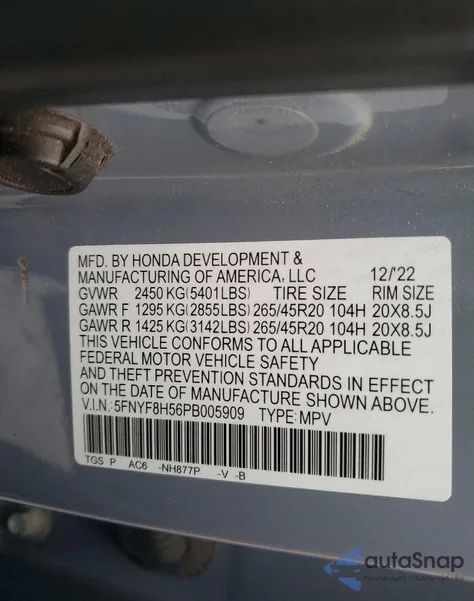 MFD. BY HONDA DEVELOPMENT &
MANUFACTURING OF AMERICA, LLC 12/'22
GVWR 2450 KG (5401LBS) TIRE SIZE RIM SIZE
GAWR F 1295 KG (2855LBS) 265/45R20 104H 20X8.5J
GAWR R 1425 KG (3142LBS) 265/45R20 104H 20X8.5J
THIS VEHICLE CONFORMS TO ALL APPLICABLE
FEDERAL MOTOR VEHICLE SAFETY
AND THEFT PREVENTION STANDARDS IN EFFECT
ON THE DATE OF MANUFACTURE SHOWN ABOVE.
V.I.N.: 5FNYF8H56PB005909 TYPE: MPV
TGS P AC6 -NH877P -V -B
autoSnap